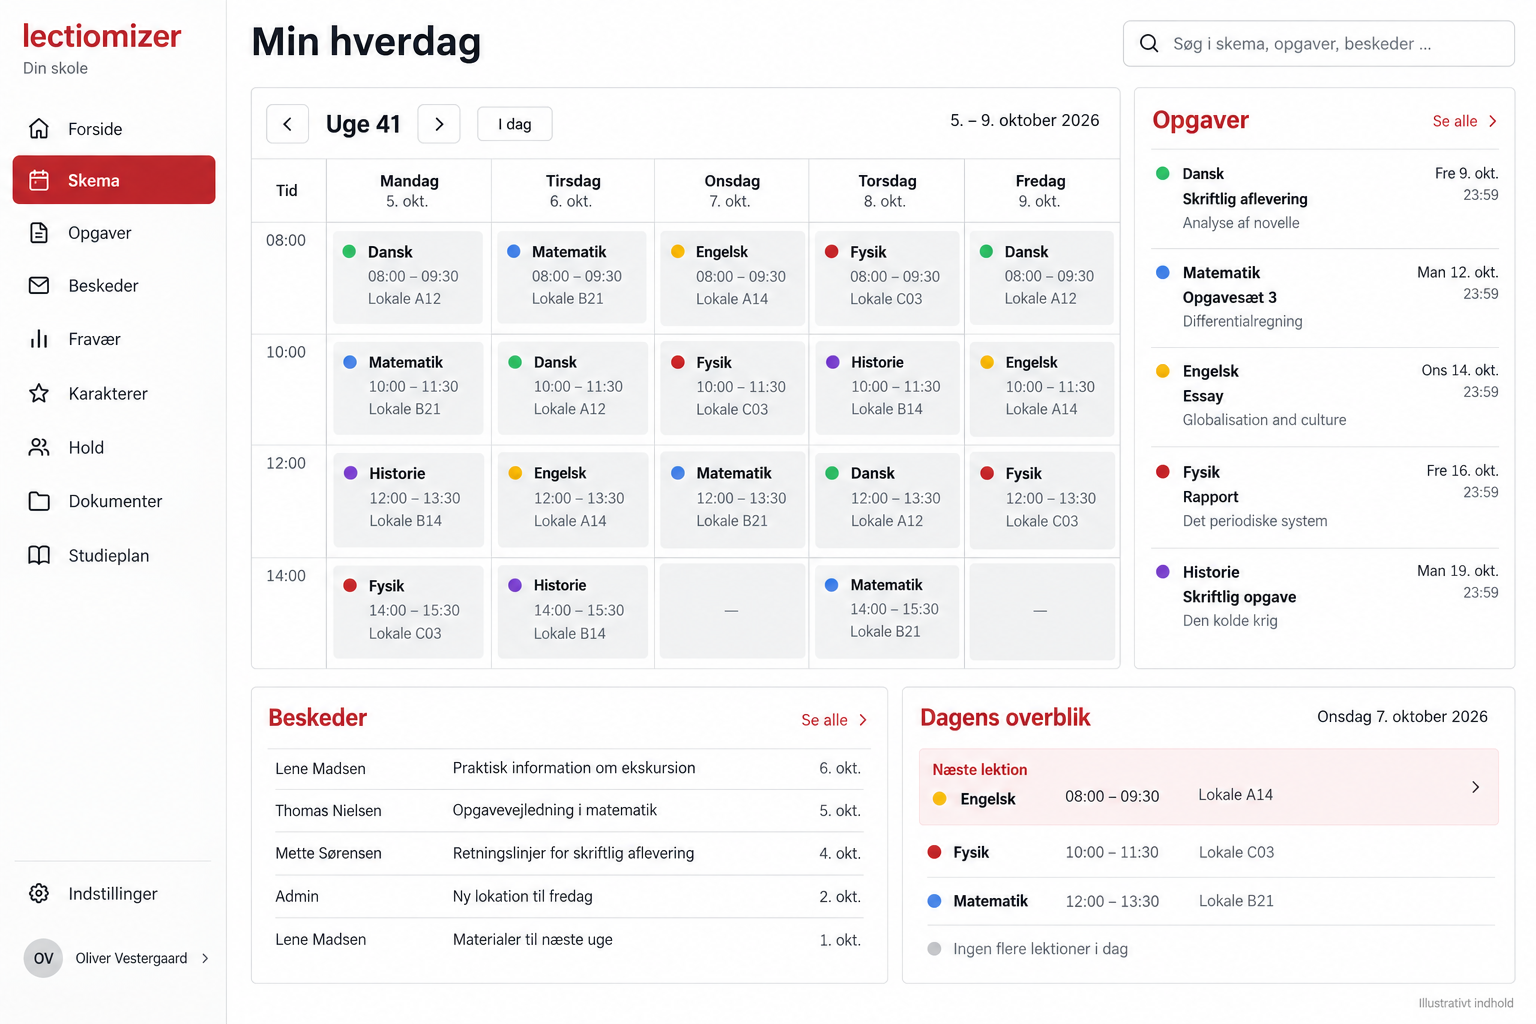 lectiomizer
Din skole
Forside
Skema
Opgaver
Beskeder
Fravær
Karakterer
Hold
Dokumenter
Studieplan
Indstillinger
OV Oliver Vestergaard
Min hverdag
Søg i skema, opgaver, beskeder ...
Uge 41 I dag 5. – 9. oktober 2026
Tid Mandag Tirsdag Onsdag Torsdag Fredag
5. okt. 6. okt. 7. okt. 8. okt. 9. okt.
08:00 Dansk Matematik Engelsk Fysik Dansk
08:00 – 09:30 08:00 – 09:30 08:00 – 09:30 08:00 – 09:30 08:00 – 09:30
Lokale A12 Lokale B21 Lokale A14 Lokale C03 Lokale A12
10:00 Matematik Dansk Fysik Historie Engelsk
10:00 – 11:30 10:00 – 11:30 10:00 – 11:30 10:00 – 11:30 10:00 – 11:30
Lokale B21 Lokale A12 Lokale C03 Lokale B14 Lokale A14
12:00 Historie Engelsk Matematik Dansk Fysik
12:00 – 13:30 12:00 – 13:30 12:00 – 13:30 12:00 – 13:30 12:00 – 13:30
Lokale B14 Lokale A14 Lokale B21 Lokale A12 Lokale C03
14:00 Fysik Historie — Matematik —
14:00 – 15:30 14:00 – 15:30 14:00 – 15:30
Lokale C03 Lokale B14 Lokale B21
Opgaver Se alle
Dansk Fre 9. okt.
Skriftlig aflevering 23:59
Analyse af novelle
Matematik Man 12. okt.
Opgavesæt 3 23:59
Differentialregning
Engelsk Ons 14. okt.
Essay 23:59
Globalisation and culture
Fysik Fre 16. okt.
Rapport 23:59
Det periodiske system
Historie Man 19. okt.
Skriftlig opgave 23:59
Den kolde krig
Beskeder Se alle
Lene Madsen Praktisk information om ekskursion 6. okt.
Thomas Nielsen Opgavevejledning i matematik 5. okt.
Mette Sørensen Retningslinjer for skriftlig aflevering 4. okt.
Admin Ny lokation til fredag 2. okt.
Lene Madsen Materialer til næste uge 1. okt.
Dagens overblik Onsdag 7. oktober 2026
Næste lektion
Engelsk 08:00 – 09:30 Lokale A14
Fysik 10:00 – 11:30 Lokale C03
Matematik 12:00 – 13:30 Lokale B21
Ingen flere lektioner i dag
Illustrativt indhold